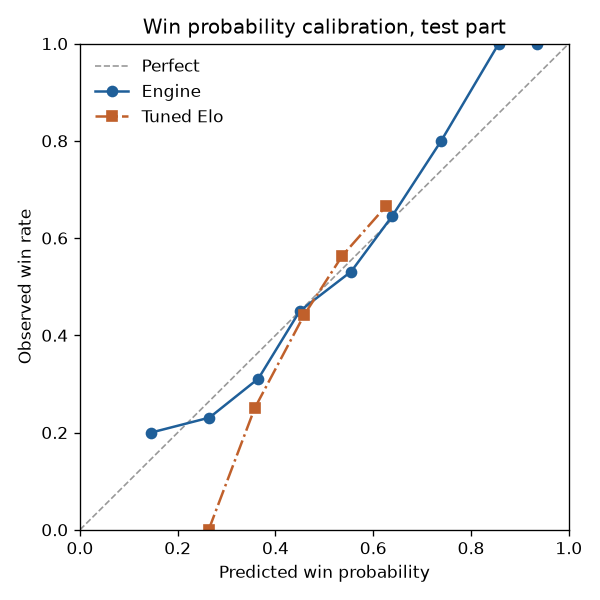 Win probability calibration, test part
Perfect
Engine
Tuned Elo
Observed win rate
1.0
0.8
0.6
0.4
0.2
0.0
0.0 0.2 0.4 0.6 0.8 1.0
Predicted win probability